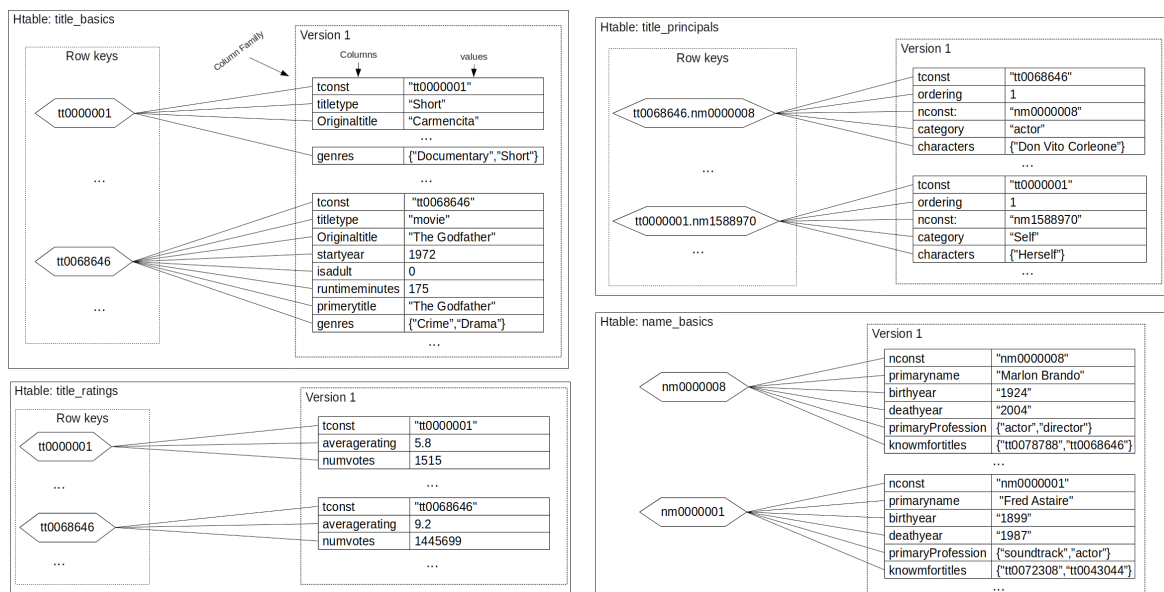 Htable: title_basics
Row keys
Column Family
Version 1
Columns
values
tt0000001
tconst "tt0000001"
titletype “Short”
Originaltitle “Carmencita”
...
genres {"Documentary”,”Short"}
...
...
tt0068646
tconst "tt0068646"
titletype "movie"
Originaltitle "The Godfather"
startyear 1972
isadult 0
runtimeminutes 175
primerytitle "The Godfather"
genres {"Crime”,“Drama”}
...
...
Htable: title_ratings
Row keys
Version 1
tt0000001
tconst "tt0000001"
averagerating 5.8
numvotes 1515
...
...
tt0068646
tconst "tt0068646"
averagerating 9.2
numvotes 1445699
...
...
Htable: title_principals
Row keys
Version 1
tt0068646.nm0000008
tconst "tt0068646"
ordering 1
nconst: “nm0000008”
category “actor”
characters {"Don Vito Corleone”}
...
...
tt0000001.nm1588970
tconst "tt0000001"
ordering 1
nconst: “nm1588970”
category “Self”
characters {"Herself”}
...
...
Htable: name_basics
Version 1
nm0000008
nconst "nm0000008"
primaryname "Marlon Brando"
birthyear “1924”
deathyear “2004”
primaryProfession {"actor”,”director"}
knowmfortitles {"tt0078788”,”tt0068646"}
...
nm0000001
nconst "nm0000001"
primaryname "Fred Astaire"
birthyear “1899”
deathyear “1987”
primaryProfession {“soundtrack”,”actor”}
knowmfortitles {"tt0072308”,“tt0043044”}
...